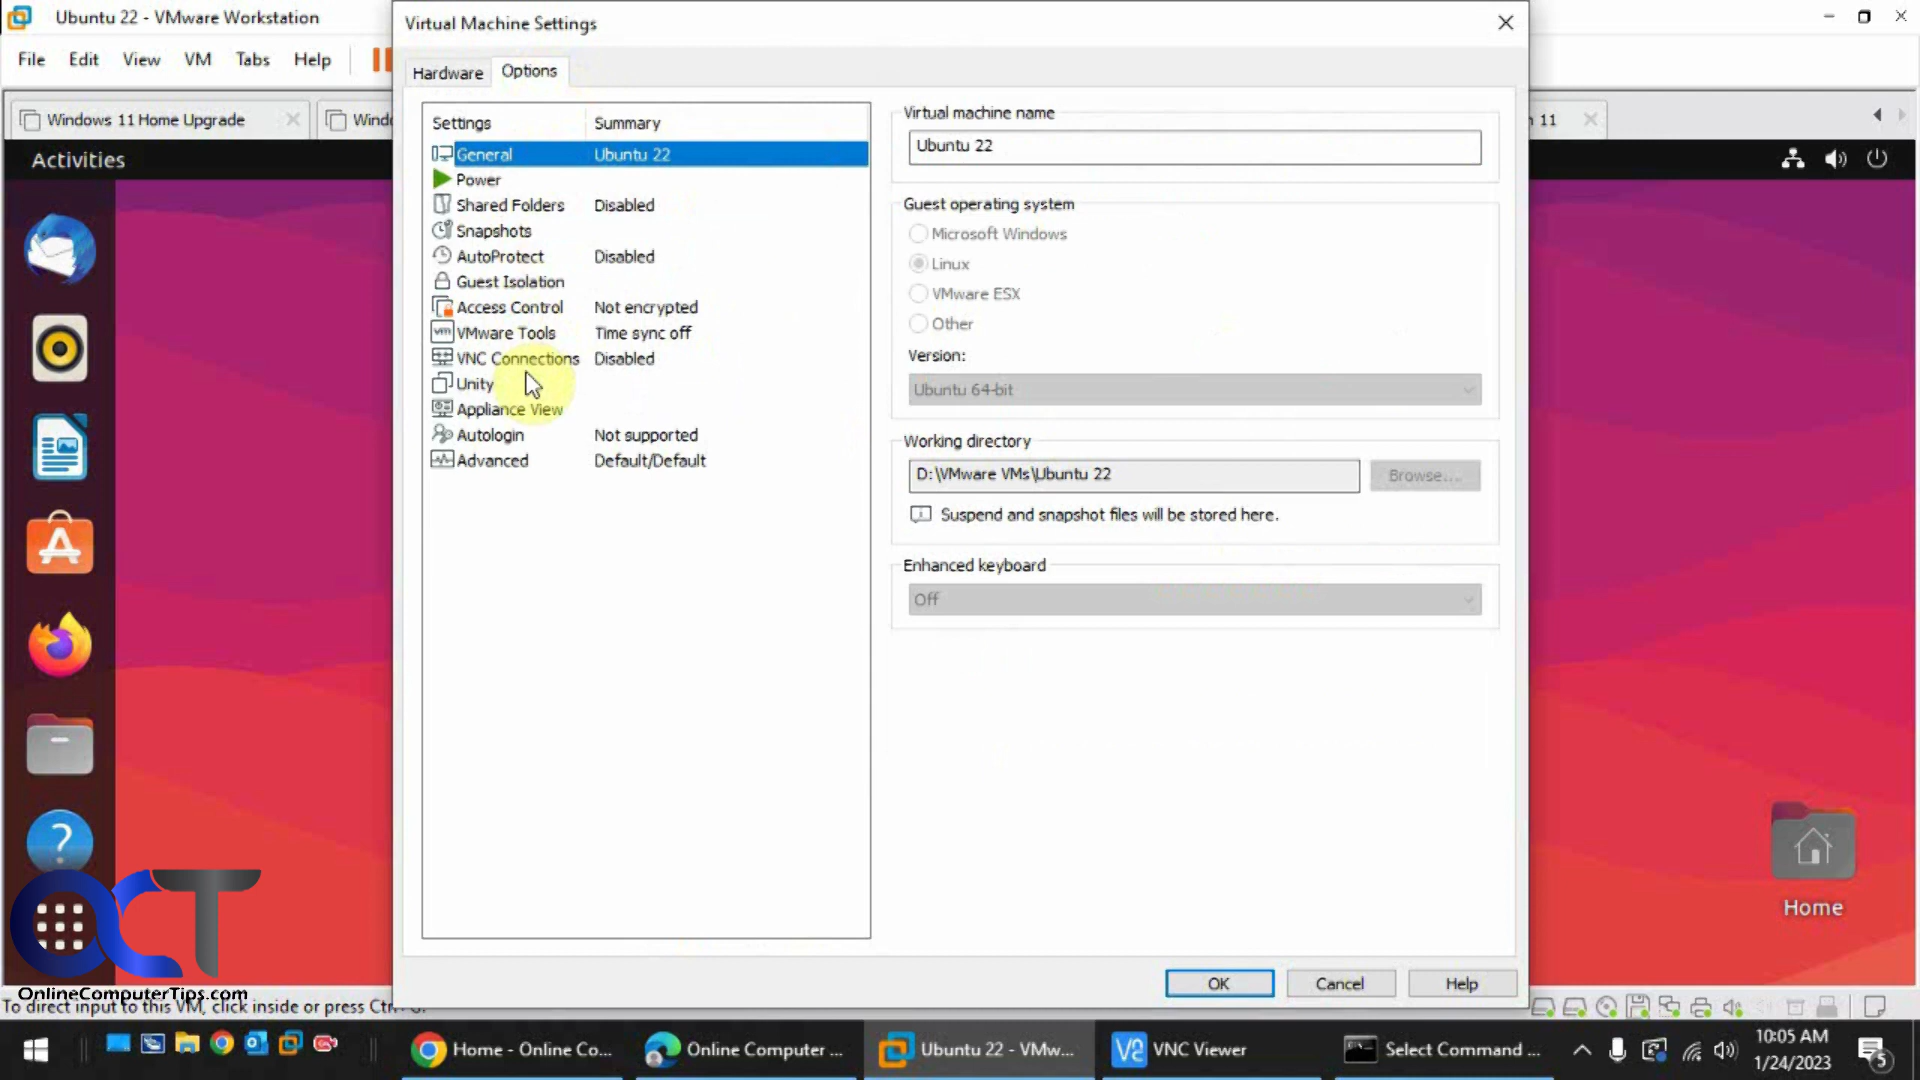 Ubuntu 22 - VMware Workstation
File Edit View VM Tabs Help
Windows 11 Home Upgrade
Wind
11
Activities
Home
Virtual Machine Settings
Hardware Options
Settings Summary
General Ubuntu 22
Power
Shared Folders Disabled
Snapshots
AutoProtect Disabled
Guest Isolation
Access Control Not encrypted
VMware Tools Time sync off
VNC Connections Disabled
Unity
Appliance View
Autologin Not supported
Advanced Default/Default
Virtual machine name
Ubuntu 22
Guest operating system
Microsoft Windows
Linux
VMware ESX
Other
Version:
Ubuntu 64-bit
Working directory
D:\VMware VMs\Ubuntu 22 Browse...
Suspend and snapshot files will be stored here.
Enhanced keyboard
Off
OK Cancel Help
OCT
OnlineComputerTips.com
To direct input to this VM, click inside or press Ctrl+G.
Home - Online Co... Online Computer ... Ubuntu 22 - VMw... VNC Viewer Select Command ...
10:05 AM
1/24/2023
5